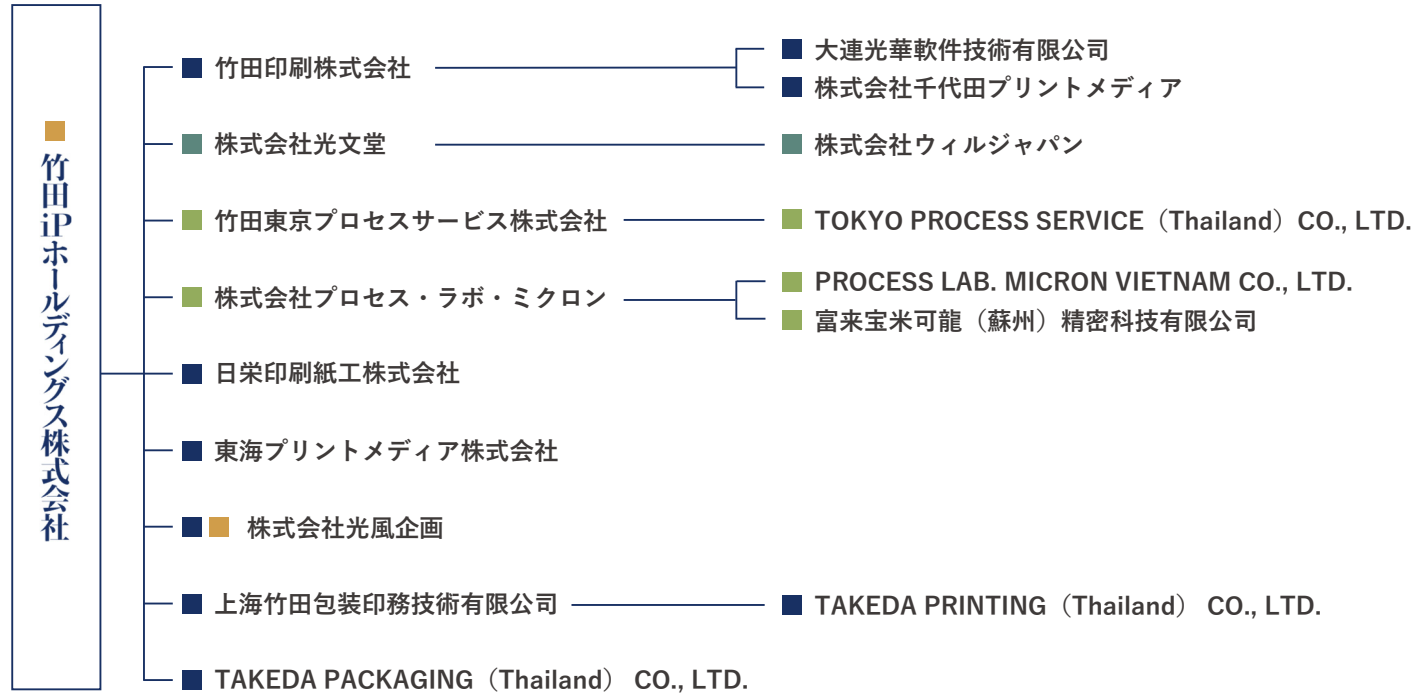 竹田iPホールディングス株式会社
竹田印刷株式会社
大連光華軟件技術有限公司
株式会社千代田プリントメディア
株式会社光文堂
株式会社ウィルジャパン
竹田東京プロセスサービス株式会社
TOKYO PROCESS SERVICE（Thailand）CO., LTD.
株式会社プロセス・ラボ・ミクロン
PROCESS LAB. MICRON VIETNAM CO., LTD.
富来宝米可龍（蘇州）精密科技有限公司
日栄印刷紙工株式会社
東海プリントメディア株式会社
株式会社光風企画
上海竹田包装印務技術有限公司
TAKEDA PRINTING（Thailand） CO., LTD.
TAKEDA PACKAGING（Thailand） CO., LTD.